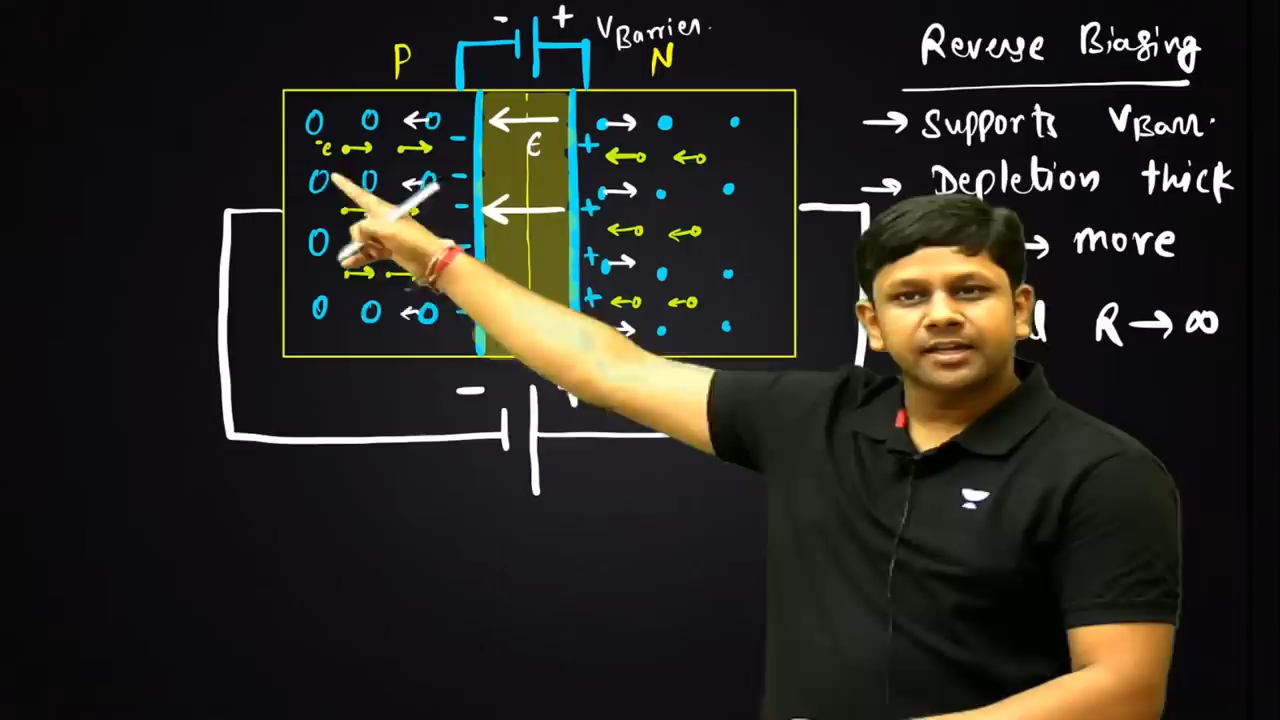 - + VBarrier.
P N
Reverse Biasing
→ Supports VBarr.
→ Depletion thick
→ more
R → ∞
-e
E
-